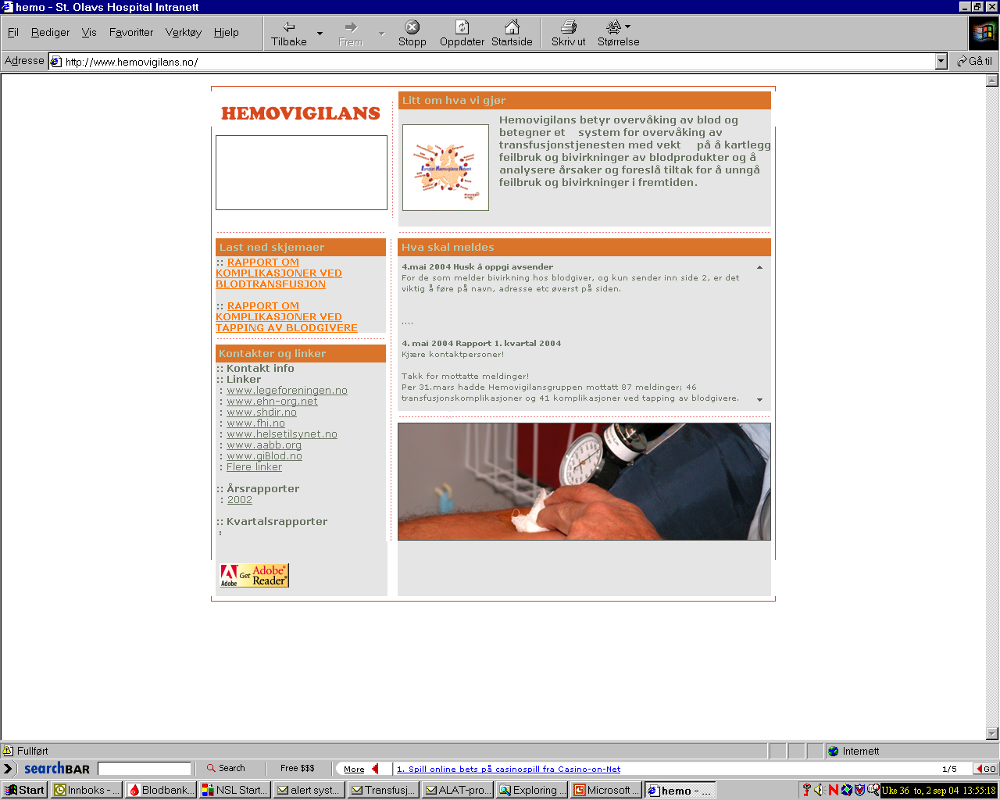 hemo - St. Olavs Hospital Intranett
Fil Rediger Vis Favoritter Verktøy Hjelp
Tilbake Frem Stopp Oppdater Startside Skriv ut Størrelse
Adresse http://www.hemovigilans.no/ Gå til
HEMOVIGILANS
Litt om hva vi gjør
European Haemovigilance Network
Hemovigilans betyr overvåking av blod og
betegner et system for overvåking av
transfusjonstjenesten med vekt på å kartlegg
feilbruk og bivirkninger av blodprodukter og å
analysere årsaker og foreslå tiltak for å unngå
feilbruk og bivirkninger i fremtiden.
Last ned skjemaer
:: RAPPORT OM
KOMPLIKASJONER VED
BLODTRANSFUSJON
:: RAPPORT OM
KOMPLIKASJONER VED
TAPPING AV BLODGIVERE
Kontakter og linker
:: Kontakt info
:: Linker
: www.legeforeningen.no
: www.ehn-org.net
: www.shdir.no
: www.fhi.no
: www.helsetilsynet.no
: www.aabb.org
: www.giBlod.no
: Flere linker
:: Årsrapporter
: 2002
:: Kvartalsrapporter
:
Adobe
Get Adobe
Reader
Hva skal meldes
4.mai 2004 Husk å oppgi avsender
For de som melder bivirkning hos blodgiver, og kun sender inn side 2, er det
viktig å føre på navn, adresse etc øverst på siden.
....
4. mai 2004 Rapport 1. kvartal 2004
Kjære kontaktpersoner!
Takk for mottatte meldinger!
Per 31.mars hadde Hemovigilansgruppen mottatt 87 meldinger; 46
transfusjonskomplikasjoner og 41 komplikasjoner ved tapping av blodgivere.
Fullført Internett
searchBAR Search Free $$$ More 1. Spill online bets på casinospill fra Casino-on-Net 1/5 GO
Start Innboks - ... Blodbank... NSL Start... alert syst... Transfusj... ALAT-pro... Exploring ... Microsoft ... hemo - ... Uke 36 to, 2 sep 04 13:55:18